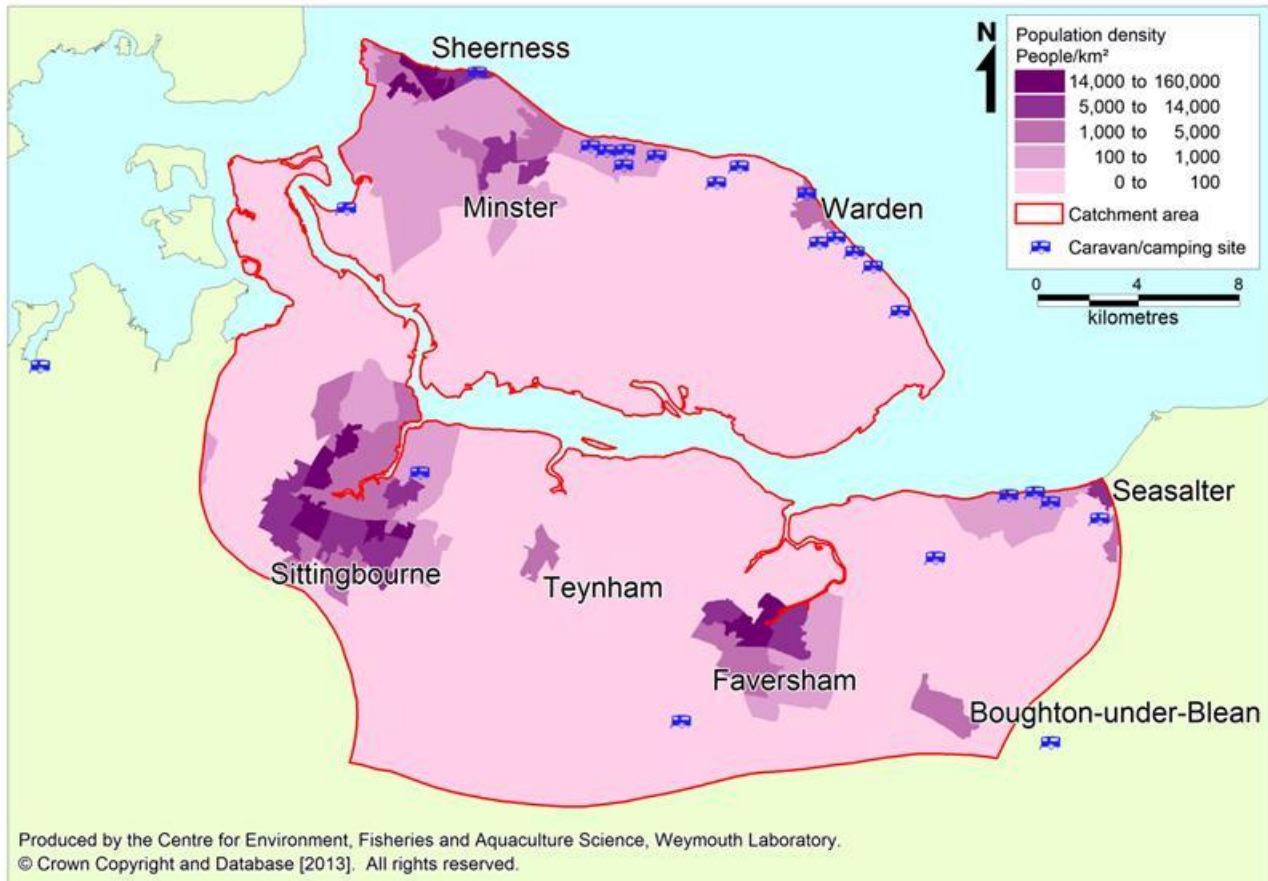 Sheerness
Minster
Warden
Sittingbourne
Teynham
Faversham
Seasalter
Boughton-under-Blean
N
Population density
People/km²
14,000 to 160,000
5,000 to 14,000
1,000 to 5,000
100 to 1,000
0 to 100
Catchment area
Caravan/camping site
0 4 8
kilometres
Produced by the Centre for Environment, Fisheries and Aquaculture Science, Weymouth Laboratory.
© Crown Copyright and Database [2013]. All rights reserved.